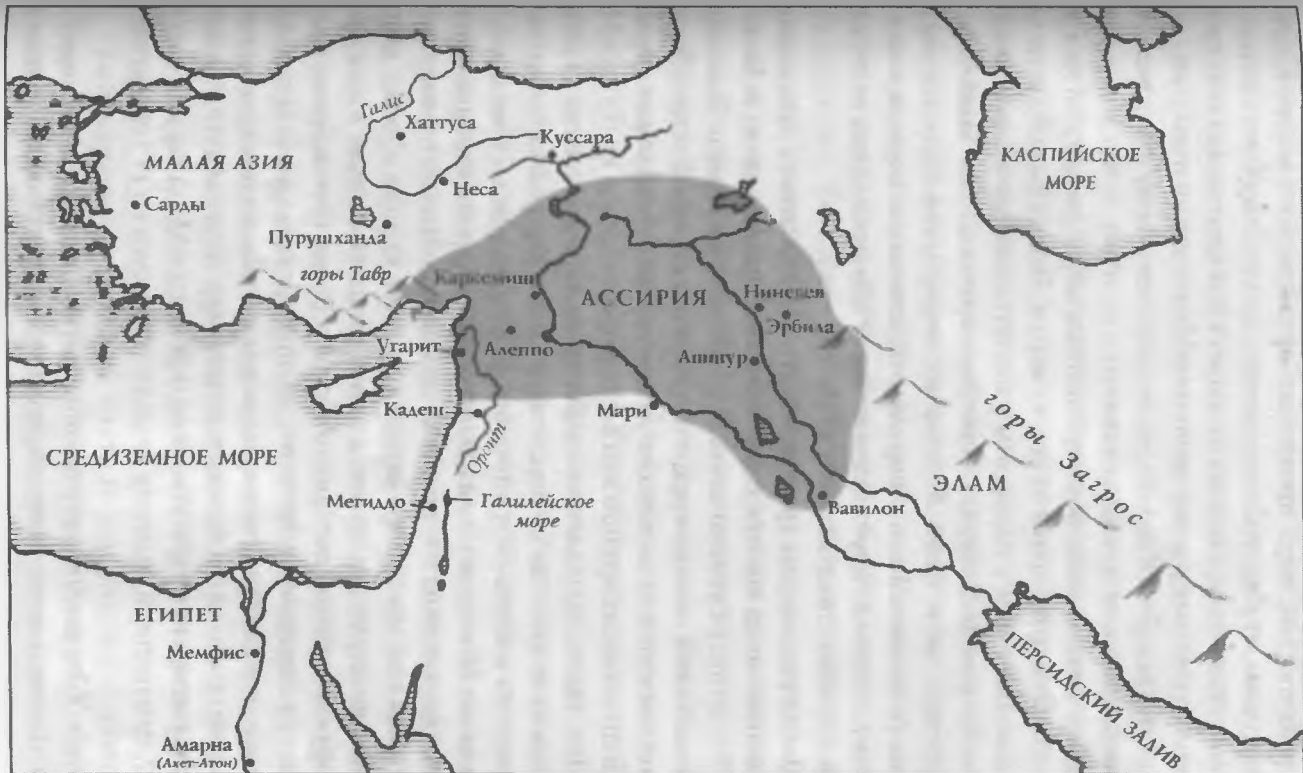 Галис
Хаттуса
Куссара
МАЛАЯ АЗИЯ
КАСПИЙСКОЕ
МОРЕ
Неса
Сарды
Пурушханда
горы Тавр
Каркемиш
АССИРИЯ
Ниневея
Эрбила
Угарит
Алеппо
Ашшур
Кадеш
Мари
Оронт
горы Загрос
СРЕДИЗЕМНОЕ МОРЕ
ЭЛАМ
Мегиддо
Галилейское
море
Вавилон
ЕГИПЕТ
Мемфис
ПЕРСИДСКИЙ ЗАЛИВ
Амарна
(Ахет-Атон)